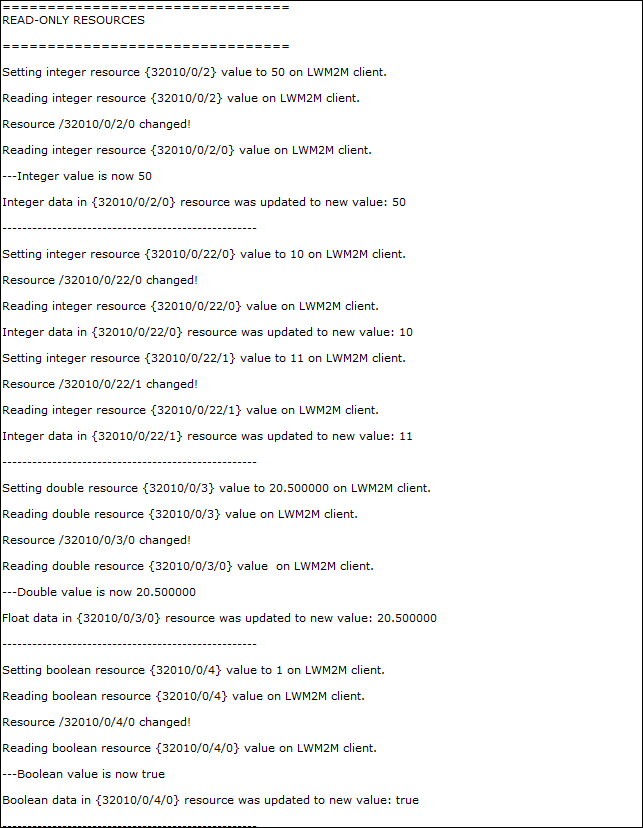 ================================
READ-ONLY RESOURCES
================================
Setting integer resource {32010/0/2} value to 50 on LWM2M client.
Reading integer resource {32010/0/2} value on LWM2M client.
Resource /32010/0/2/0 changed!
Reading integer resource {32010/0/2/0} value on LWM2M client.
---Integer value is now 50
Integer data in {32010/0/2/0} resource was updated to new value: 50
---------------------------------------------------
Setting integer resource {32010/0/22/0} value to 10 on LWM2M client.
Resource /32010/0/22/0 changed!
Reading integer resource {32010/0/22/0} value on LWM2M client.
Integer data in {32010/0/22/0} resource was updated to new value: 10
Setting integer resource {32010/0/22/1} value to 11 on LWM2M client.
Resource /32010/0/22/1 changed!
Reading integer resource {32010/0/22/1} value on LWM2M client.
Integer data in {32010/0/22/1} resource was updated to new value: 11
---------------------------------------------------
Setting double resource {32010/0/3} value to 20.500000 on LWM2M client.
Reading double resource {32010/0/3} value on LWM2M client.
Resource /32010/0/3/0 changed!
Reading double resource {32010/0/3/0} value  on LWM2M client.
---Double value is now 20.500000
Float data in {32010/0/3/0} resource was updated to new value: 20.500000
---------------------------------------------------
Setting boolean resource {32010/0/4} value to 1 on LWM2M client.
Reading boolean resource {32010/0/4} value on LWM2M client.
Resource /32010/0/4/0 changed!
Reading boolean resource {32010/0/4/0} value on LWM2M client.
---Boolean value is now true
Boolean data in {32010/0/4/0} resource was updated to new value: true
---------------------------------------------------